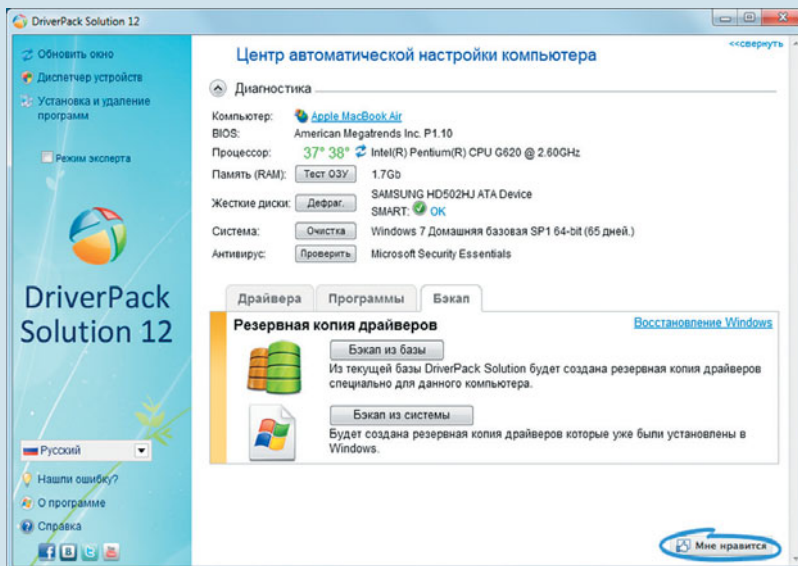 DriverPack Solution 12
Обновить окно
Диспетчер устройств
Установка и удаление
программ
Режим эксперта
DriverPack
Solution 12
Русский
Нашли ошибку?
О программе
Справка
<<свернуть
Центр автоматической настройки компьютера
Диагностика
Компьютер: Apple MacBook Air
BIOS: American Megatrends Inc. P1.10
Процессор: 37° 38° Intel(R) Pentium(R) CPU G620 @ 2.60GHz
Память (RAM): Тест ОЗУ 1.7Gb
Жесткие диски: Дефраг. SAMSUNG HD502HJ ATA Device
SMART: OK
Система: Очистка Windows 7 Домашняя базовая SP1 64-bit (65 дней.)
Антивирус: Проверить Microsoft Security Essentials
Драйвера Программы Бэкап
Резервная копия драйверов Восстановление Windows
Бэкап из базы
Из текущей базы DriverPack Solution будет создана резервная копия драйверов
специально для данного компьютера.
Бэкап из системы
Будет создана резервная копия драйверов которые уже были установлены в
Windows.
Мне нравится